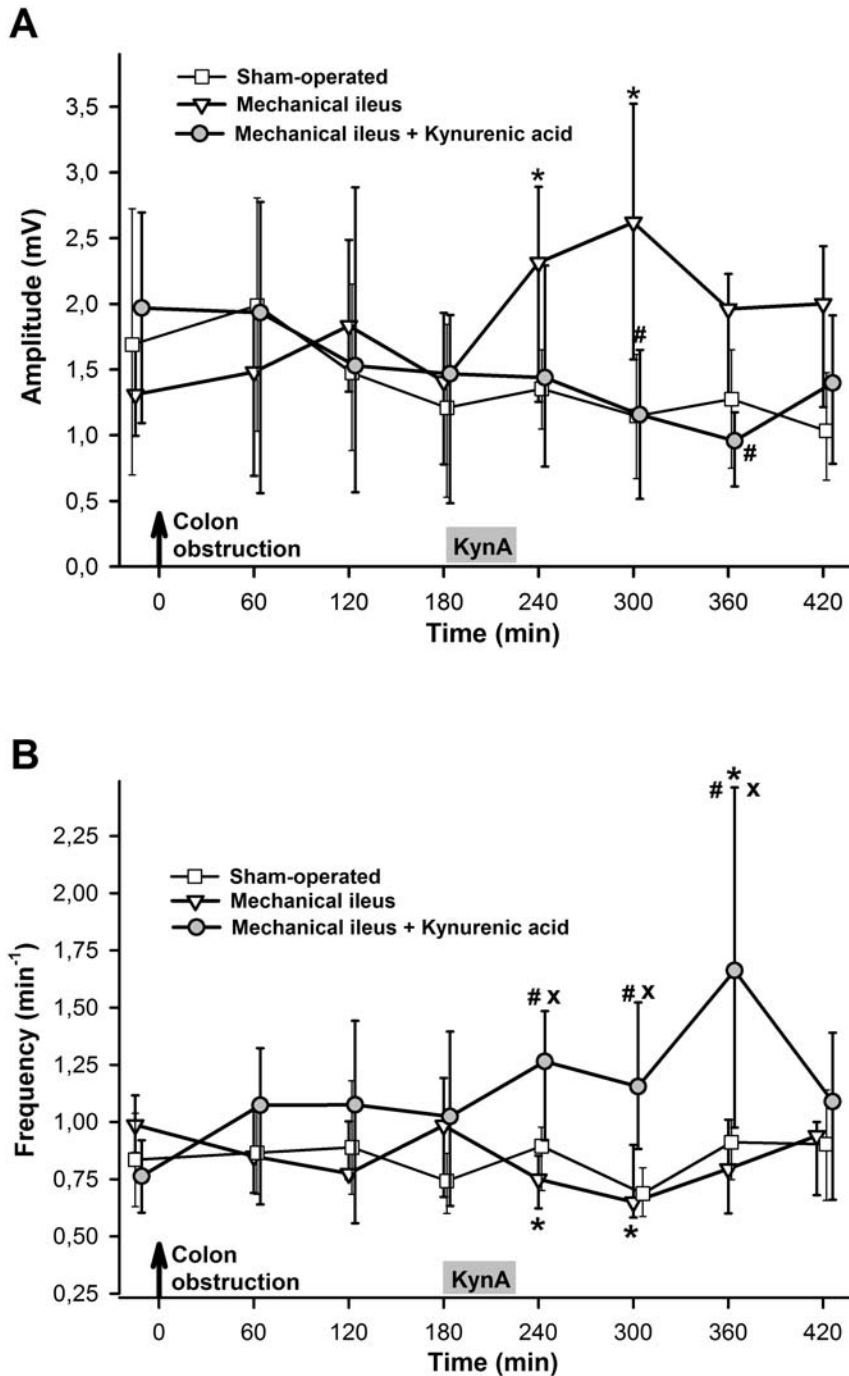 A
Sham-operated
Mechanical ileus
Mechanical ileus + Kynurenic acid
3,5
3,0
2,5
2,0
1,5
1,0
0,5
0,0
Amplitude (mV)
*
*
#
#
Colon
obstruction
KynA
0 60 120 180 240 300 360 420
Time (min)
B
2,25
2,00
1,75
1,50
1,25
1,00
0,75
0,50
0,25
Frequency (min⁻¹)
Sham-operated
Mechanical ileus
Mechanical ileus + Kynurenic acid
*
# x
# x
# x
*
*
Colon
obstruction
KynA
0 60 120 180 240 300 360 420
Time (min)